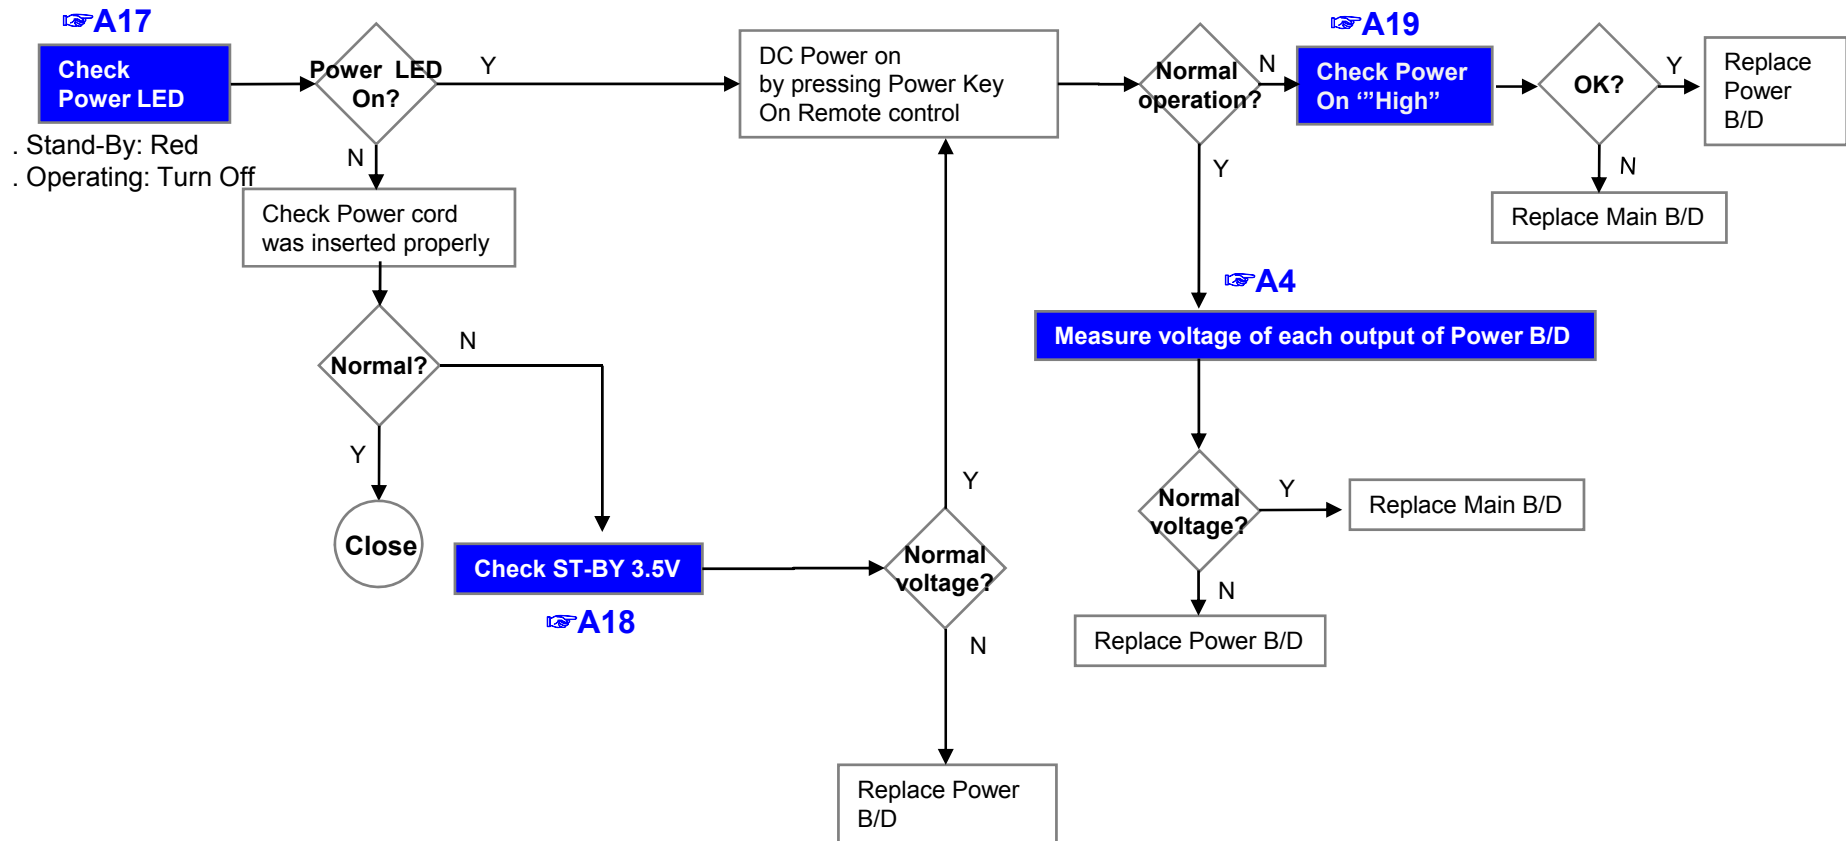 ☞A17
Check
Power LED
. Stand-By: Red
. Operating: Turn Off
Power LED
On?
Y
N
DC Power on
by pressing Power Key
On Remote control
Normal
operation?
N
Y
☞A19
Check Power
On ‘”High”
OK?
Y
N
Replace
Power
B/D
Replace Main B/D
Check Power cord
was inserted properly
Normal?
N
Y
Close
Check ST-BY 3.5V
☞A18
Normal
voltage?
Y
N
Replace Power
B/D
☞A4
Measure voltage of each output of Power B/D
Normal
voltage?
Y
N
Replace Main B/D
Replace Power B/D